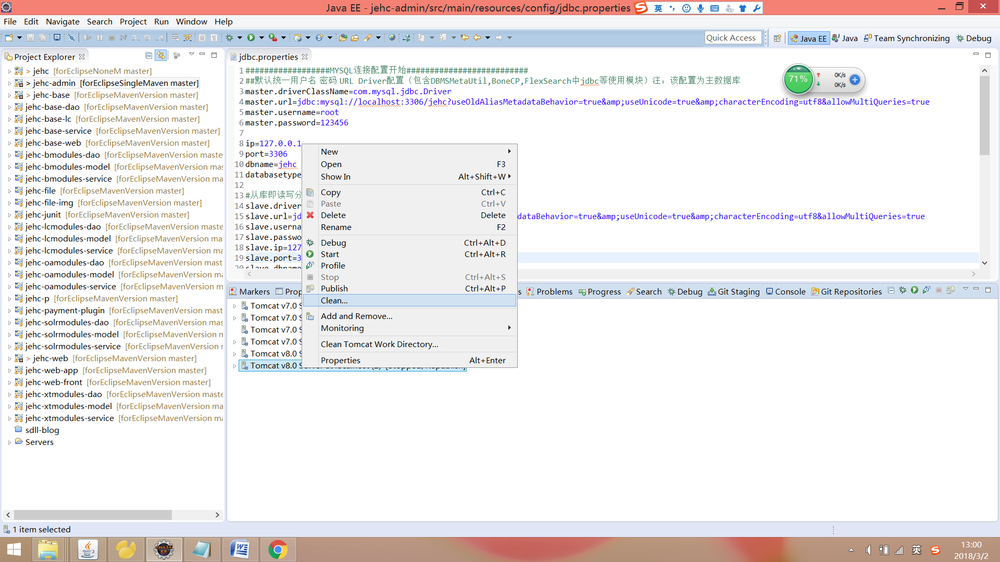 Java EE - jehc-admin/src/main/resources/config/jdbc.properties
英
File Edit Navigate Search Project Run Window Help
Quick Access
Java EE
Java
Team Synchronizing
Debug
Project Explorer
> jehc [forEclipseNoneM master]
> jehc-admin [forEclipseSingleMaven master]
> jehc-base [forEclipseMavenVersion master]
jehc-base-dao [forEclipseMavenVersion master]
jehc-base-lc [forEclipseMavenVersion master]
jehc-base-service [forEclipseMavenVersion master]
jehc-base-web [forEclipseMavenVersion master]
jehc-bmodules-dao [forEclipseMavenVersion maste
jehc-bmodules-model [forEclipseMavenVersion ma
jehc-bmodules-service [forEclipseMavenVersion m
jehc-file [forEclipseMavenVersion master]
jehc-file-img [forEclipseMavenVersion master]
jehc-junit [forEclipseMavenVersion master]
jehc-lcmodules-dao [forEclipseMavenVersion maste
jehc-lcmodules-model [forEclipseMavenVersion ma
jehc-lcmodules-service [forEclipseMavenVersion m
jehc-oamodules-dao [forEclipseMavenVersion mast
jehc-oamodules-model [forEclipseMavenVersion m
jehc-oamodules-service [forEclipseMavenVersion m
jehc-p [forEclipseMavenVersion master]
jehc-payment-plugin [forEclipseMavenVersion mast
jehc-solrmodules-dao [forEclipseMavenVersion mas
jehc-solrmodules-model [forEclipseMavenVersion n
jehc-solrmodules-service [forEclipseMavenVersion r
> jehc-web [forEclipseMavenVersion master]
jehc-web-app [forEclipseMavenVersion master]
jehc-web-front [forEclipseMavenVersion master]
jehc-xtmodules-dao [forEclipseMavenVersion maste
jehc-xtmodules-model [forEclipseMavenVersion ma
jehc-xtmodules-service [forEclipseMavenVersion m
sdll-blog
Servers
jdbc.properties
1 ##################MYSQL连接配置开始##########################
2 ##默认统一用户名 密码 URL Driver配置（包含DBMSMetaUtil,BoneCP,FlexSearch中jdbc等使用模块）注：该配置为主数据库
3 master.driverClassName=com.mysql.jdbc.Driver
4 master.url=jdbc:mysql://localhost:3306/jehc?useOldAliasMetadataBehavior=true&amp;useUnicode=true&amp;characterEncoding=utf8&allowMultiQueries=true
5 master.username=root
6 master.password=123456
7
8 ip=127.0.0.1
9 port=3306
10 dbname=jehc
11 databasetype
12
13 #从库即读写分
14 slave.driver
15 slave.url=jd dataBehavior=true&amp;useUnicode=true&amp;characterEncoding=utf8&allowMultiQueries=true
16 slave.userna
17 slave.passwo
18 slave.ip=127
19 slave.port=3
20 slave.dbname
71%
0K/s
0K/s
New
Open F3
Show In Alt+Shift+W
Copy Ctrl+C
Paste Ctrl+V
Delete Delete
Rename F2
Debug Ctrl+Alt+D
Start Ctrl+Alt+R
Profile
Stop Ctrl+Alt+S
Publish Ctrl+Alt+P
Clean...
Add and Remove...
Monitoring
Clean Tomcat Work Directory...
Properties Alt+Enter
Markers Prop s Problems Progress Search Debug Git Staging Console Git Repositories
Tomcat v7.0 S
Tomcat v7.0 S
Tomcat v7.0 S
Tomcat v7.0 S
Tomcat v8.0 S
Tomcat v8.0 Server at localhost (2) [Stopped, Republish]
1 item selected
英
13:00
2018/3/2